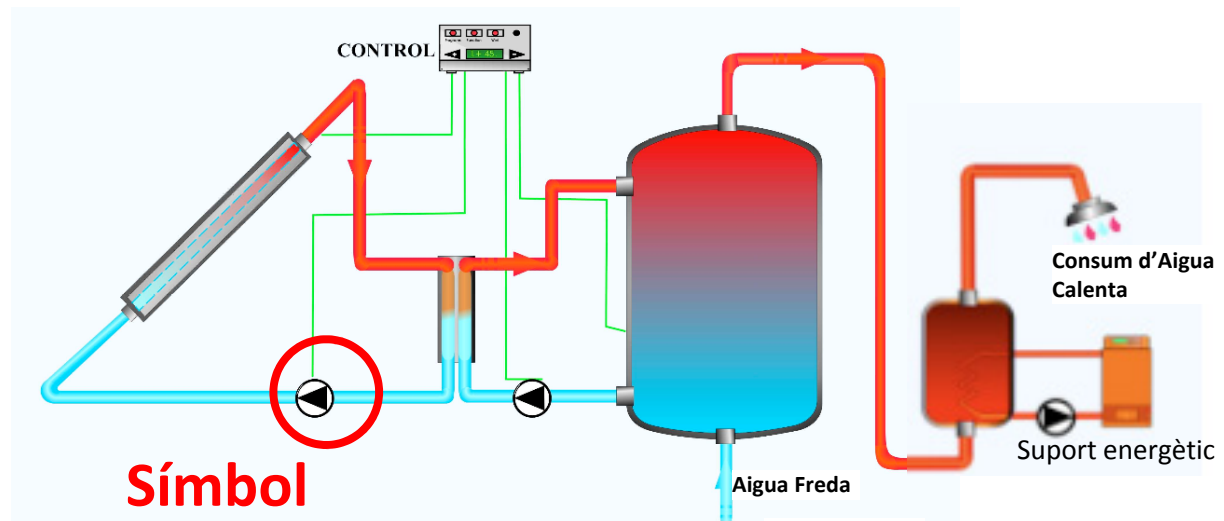 CONTROL
Consum d'Aigua
Calenta
Suport energètic
Aigua Freda
Símbol